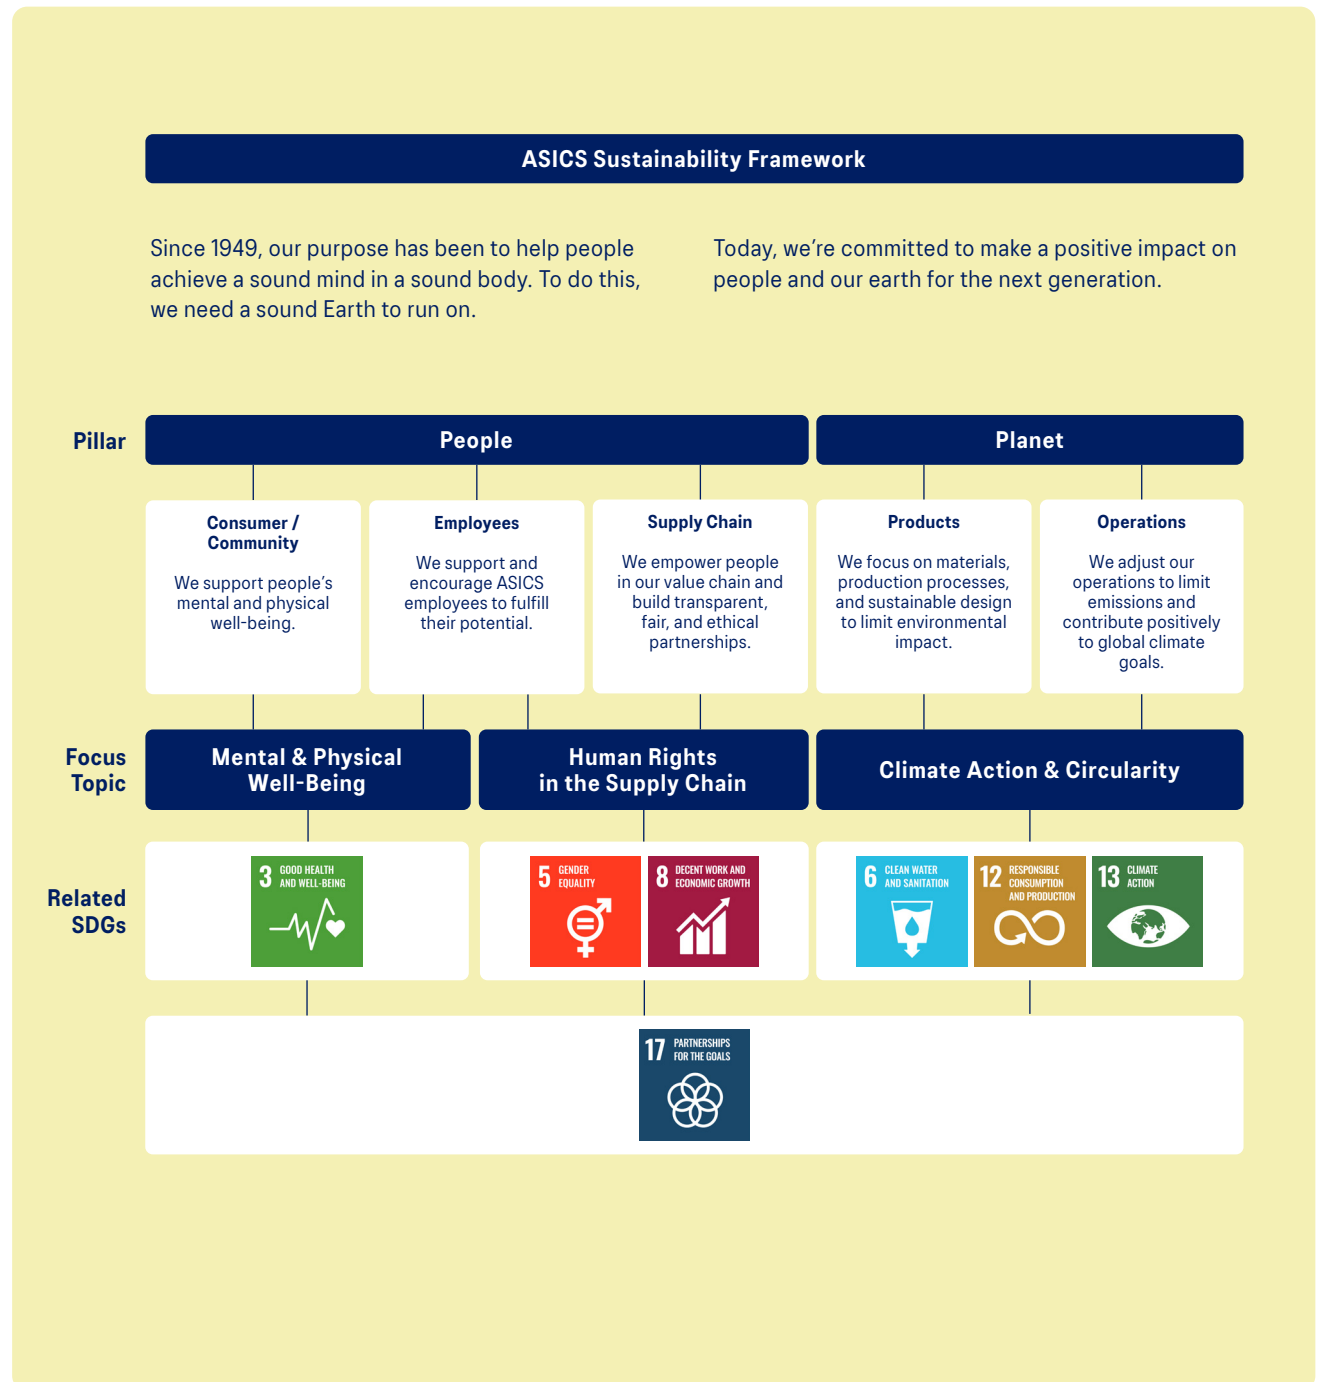 ASICS Sustainability Framework
Since 1949, our purpose has been to help people
achieve a sound mind in a sound body. To do this,
we need a sound Earth to run on.
Today, we're committed to make a positive impact on
people and our earth for the next generation.
Pillar
People
Planet
Consumer /
Community
We support people's
mental and physical
well-being.
Employees
We support and
encourage ASICS
employees to fulfill
their potential.
Supply Chain
We empower people
in our value chain and
build transparent,
fair, and ethical
partnerships.
Products
We focus on materials,
production processes,
and sustainable design
to limit environmental
impact.
Operations
We adjust our
operations to limit
emissions and
contribute positively
to global climate
goals.
Focus
Topic
Mental & Physical
Well-Being
Human Rights
in the Supply Chain
Climate Action & Circularity
Related
SDGs
3 GOOD HEALTH
AND WELL-BEING
5 GENDER
EQUALITY
8 DECENT WORK AND
ECONOMIC GROWTH
6 CLEAN WATER
AND SANITATION
12 RESPONSIBLE
CONSUMPTION
AND PRODUCTION
13 CLIMATE
ACTION
17 PARTNERSHIPS
FOR THE GOALS